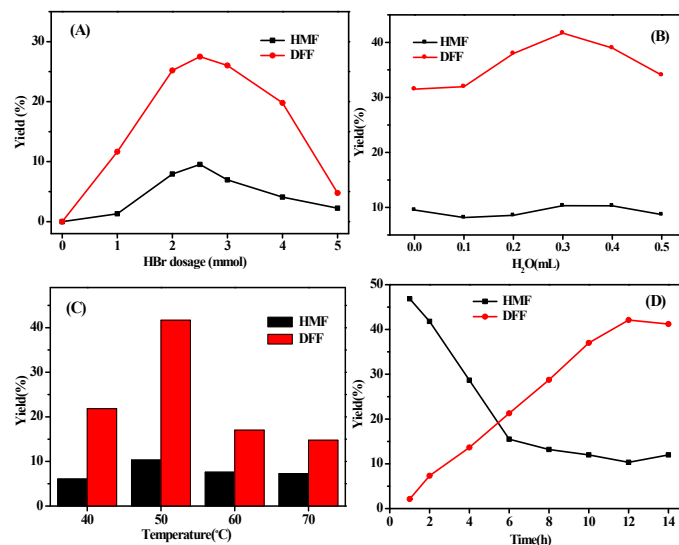 (A)
HMF
DFF
Yield (%)
30
20
10
0
0 1 2 3 4 5
HBr dosage (mmol)
(B)
HMF
DFF
Yield(%)
50
40
30
20
10
0.0 0.1 0.2 0.3 0.4 0.5
H₂O(mL)
(C)
HMF
DFF
Yield(%)
40
30
20
10
0
40 50 60 70
Temperature(°C)
(D)
HMF
DFF
Yield(%)
50
40
30
20
10
0
0 2 4 6 8 10 12 14
Time(h)